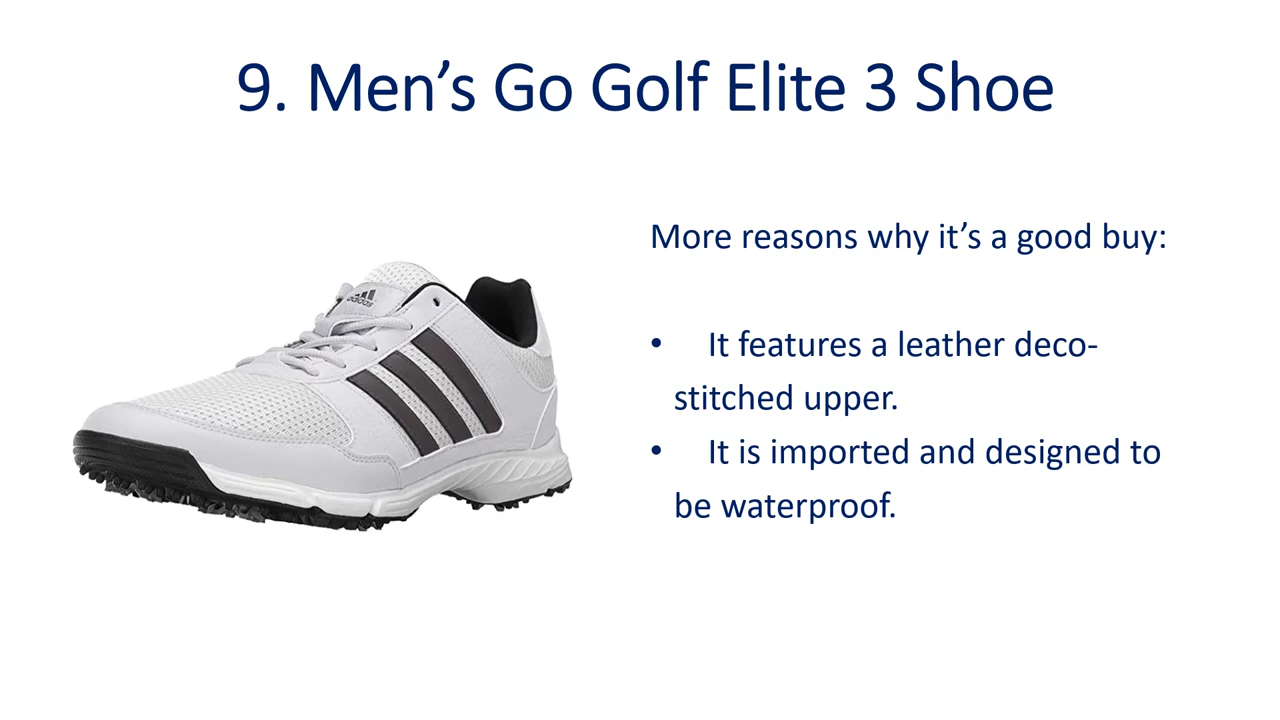 9. Men’s Go Golf Elite 3 Shoe
More reasons why it’s a good buy:
• It features a leather deco-
stitched upper.
• It is imported and designed to
be waterproof.
adidas